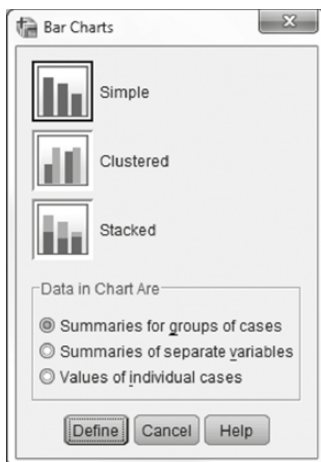 Bar Charts
Simple
Clustered
Stacked
Data in Chart Are
Summaries for groups of cases
Summaries of separate variables
Values of individual cases
Define Cancel Help